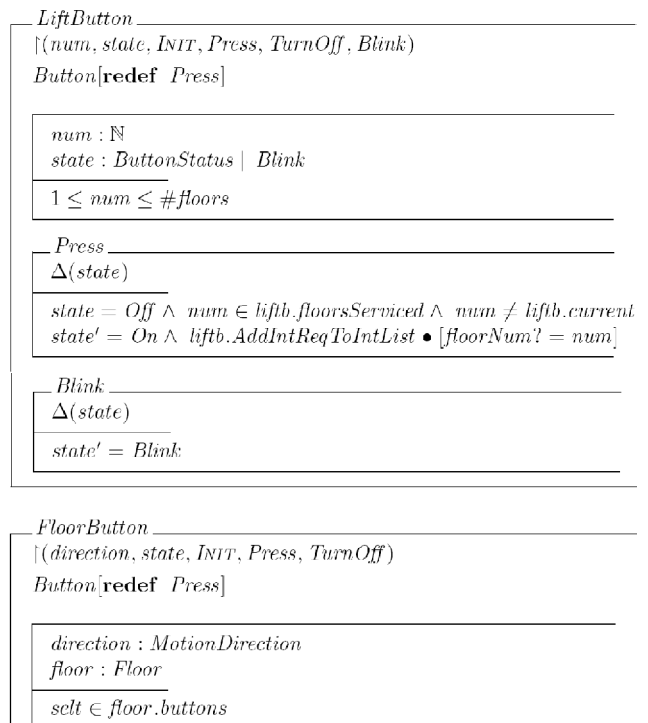 LiftButton
↾(num, state, INIT, Press, TurnOff, Blink)
Button[redef Press]
num : ℕ
state : ButtonStatus | Blink
1 ≤ num ≤ #floors
Press
Δ(state)
state = Off ∧ num ∈ liftb.floorsServiced ∧ num ≠ liftb.current
state′ = On ∧ liftb.AddIntReqToIntList • [floorNum? = num]
Blink
Δ(state)
state′ = Blink
FloorButton
↾(direction, state, INIT, Press, TurnOff)
Button[redef Press]
direction : MotionDirection
floor : Floor
self ∈ floor.buttons